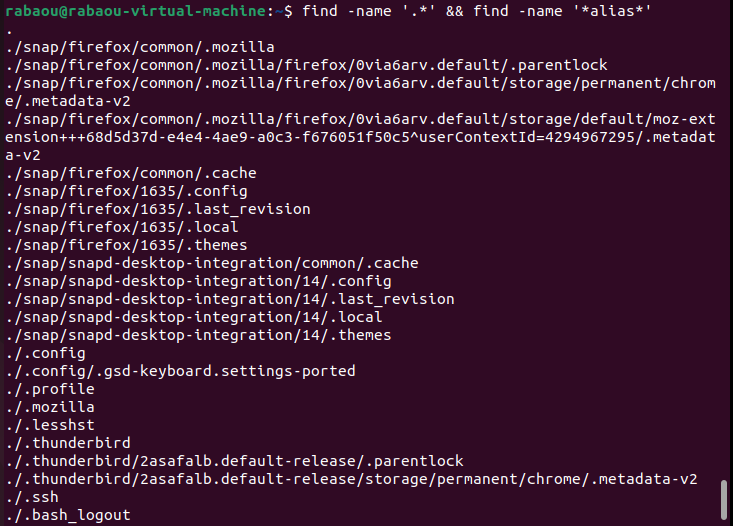 rabaou@rabaou-virtual-machine:~$ find -name '.*' && find -name '*alias*'
.
./snap/firefox/common/.mozilla
./snap/firefox/common/.mozilla/firefox/0via6arv.default/.parentlock
./snap/firefox/common/.mozilla/firefox/0via6arv.default/storage/permanent/chrom
e/.metadata-v2
./snap/firefox/common/.mozilla/firefox/0via6arv.default/storage/default/moz-ext
ension+++68d5d37d-e4e4-4ae9-a0c3-f676051f50c5^userContextId=4294967295/.metadat
a-v2
./snap/firefox/common/.cache
./snap/firefox/1635/.config
./snap/firefox/1635/.last_revision
./snap/firefox/1635/.local
./snap/firefox/1635/.themes
./snap/snapd-desktop-integration/common/.cache
./snap/snapd-desktop-integration/14/.config
./snap/snapd-desktop-integration/14/.last_revision
./snap/snapd-desktop-integration/14/.local
./snap/snapd-desktop-integration/14/.themes
./.config
./.config/.gsd-keyboard.settings-ported
./.profile
./.mozilla
./.lesshst
./.thunderbird
./.thunderbird/2asafalb.default-release/.parentlock
./.thunderbird/2asafalb.default-release/storage/permanent/chrome/.metadata-v2
./.ssh
./.bash_logout